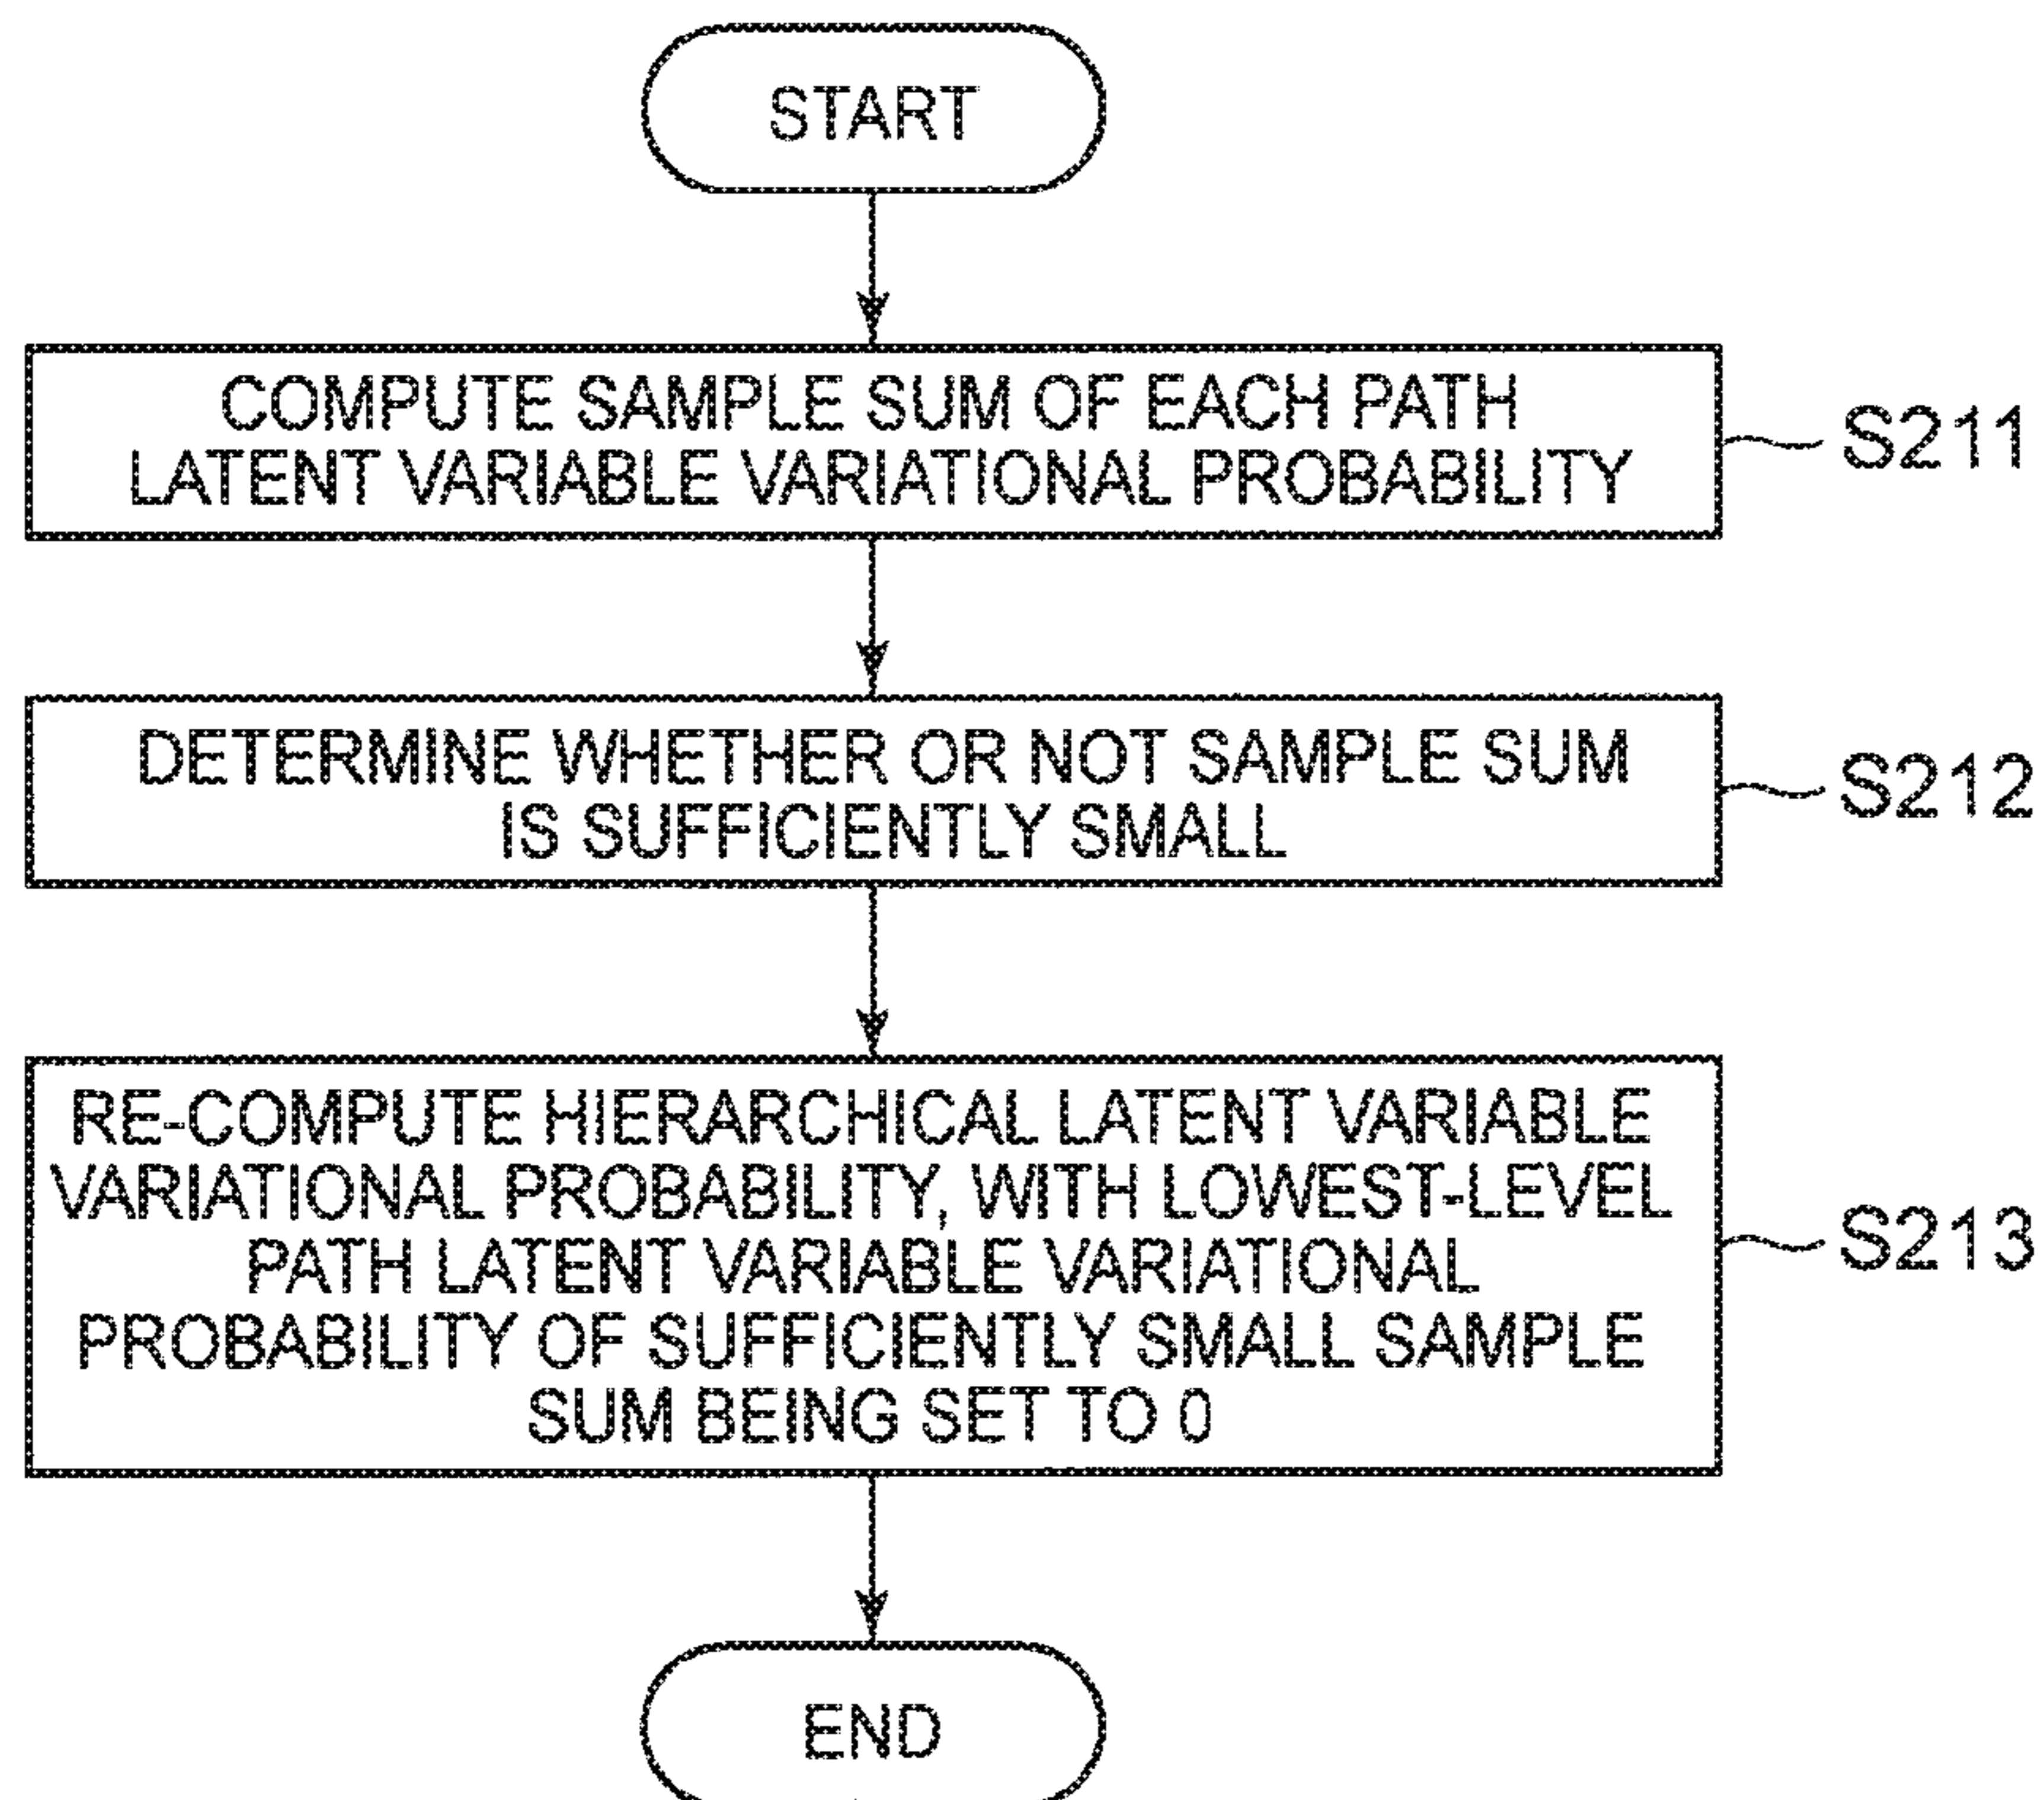 START
COMPUTE SAMPLE SUM OF EACH PATH
LATENT VARIABLE VARIATIONAL PROBABILITY
S211
DETERMINE WHETHER OR NOT SAMPLE SUM
IS SUFFICIENTLY SMALL
S212
RE-COMPUTE HIERARCHICAL LATENT VARIABLE
VARIATIONAL PROBABILITY, WITH LOWEST-LEVEL
PATH LATENT VARIABLE VARIATIONAL
PROBABILITY OF SUFFICIENTLY SMALL SAMPLE
SUM BEING SET TO 0
S213
END